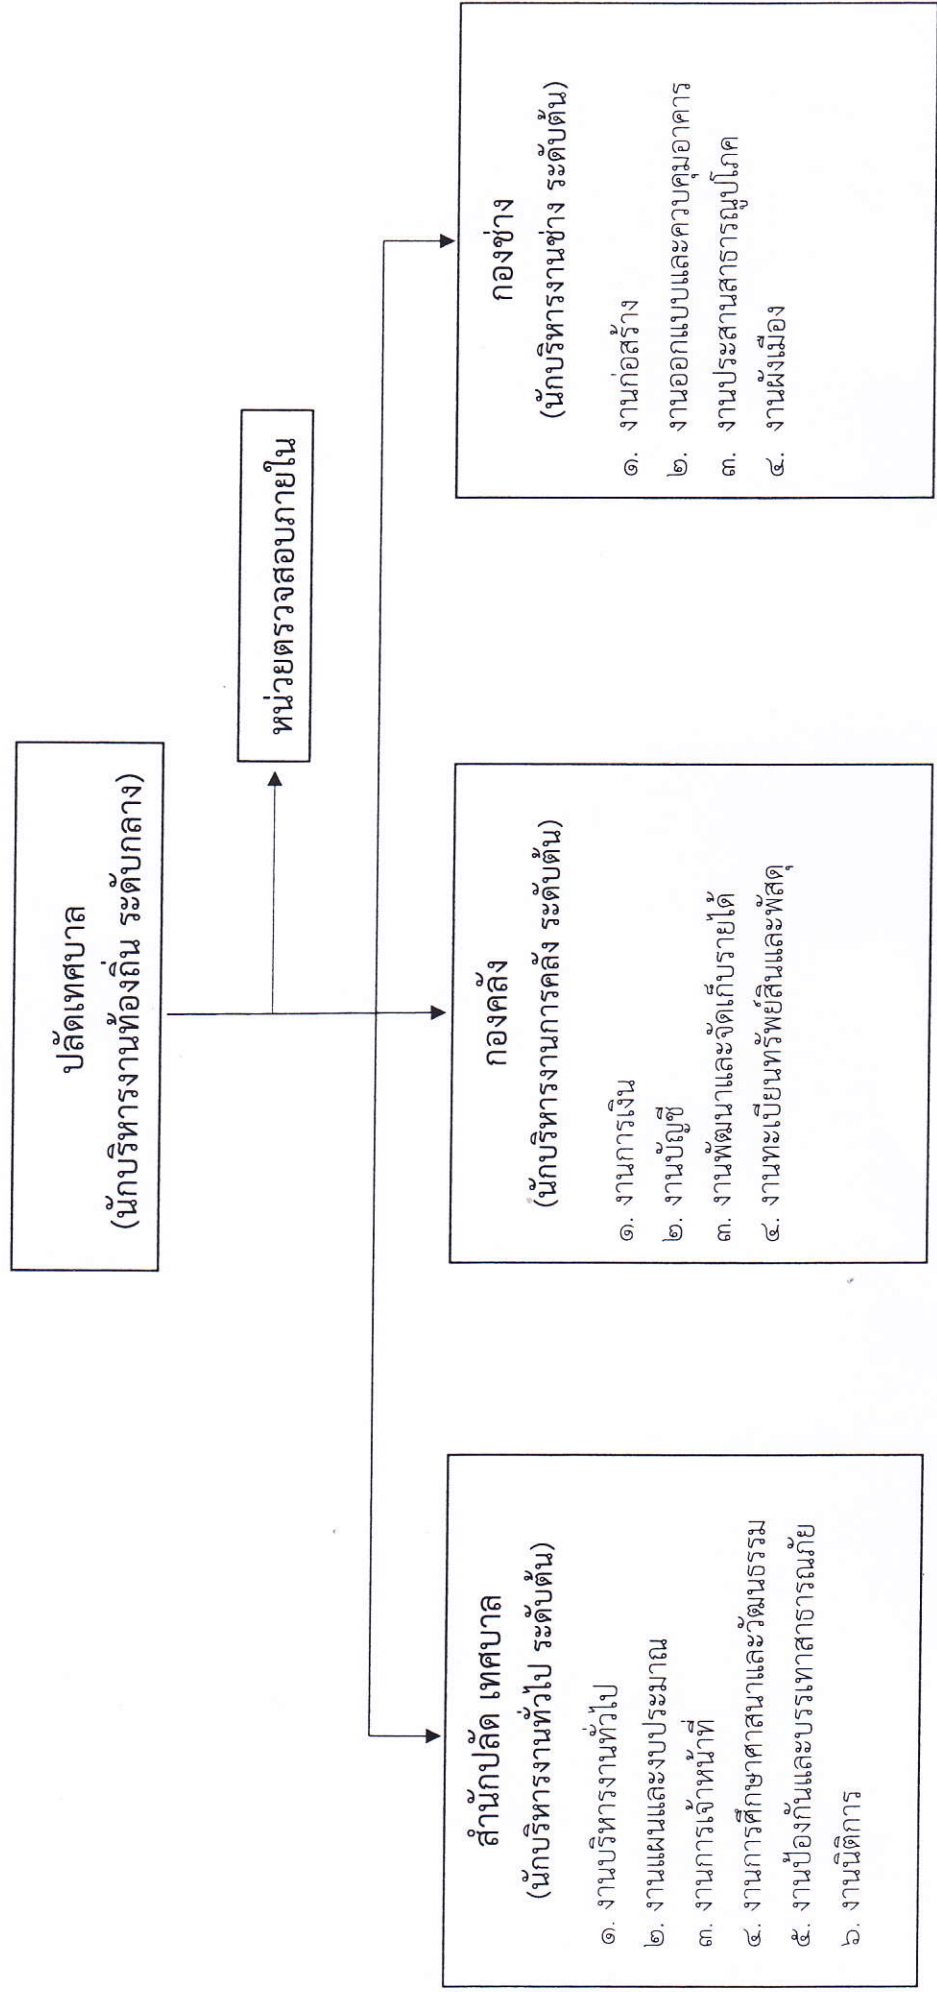 ปลัดเทศบาล
(นักบริหารงานท้องถิ่น ระดับกลาง)
หน่วยตรวจสอบภายใน
สำนักปลัด เทศบาล
(นักบริหารงานทั่วไป ระดับต้น)
๑. งานบริหารงานทั่วไป
๒. งานแผนและงบประมาณ
๓. งานการเจ้าหน้าที่
๔. งานการศึกษาศาสนาและวัฒนธรรม
๕. งานป้องกันและบรรเทาสาธารณภัย
๖. งานนิติการ
กองคลัง
(นักบริหารงานการคลัง ระดับต้น)
๑. งานการเงิน
๒. งานบัญชี
๓. งานพัฒนาและจัดเก็บรายได้
๔. งานทะเบียนทรัพย์สินและพัสดุ
กองช่าง
(นักบริหารงานช่าง ระดับต้น)
๑. งานก่อสร้าง
๒. งานออกแบบและควบคุมอาคาร
๓. งานประสานสาธารณูปโภค
๔. งานผังเมือง